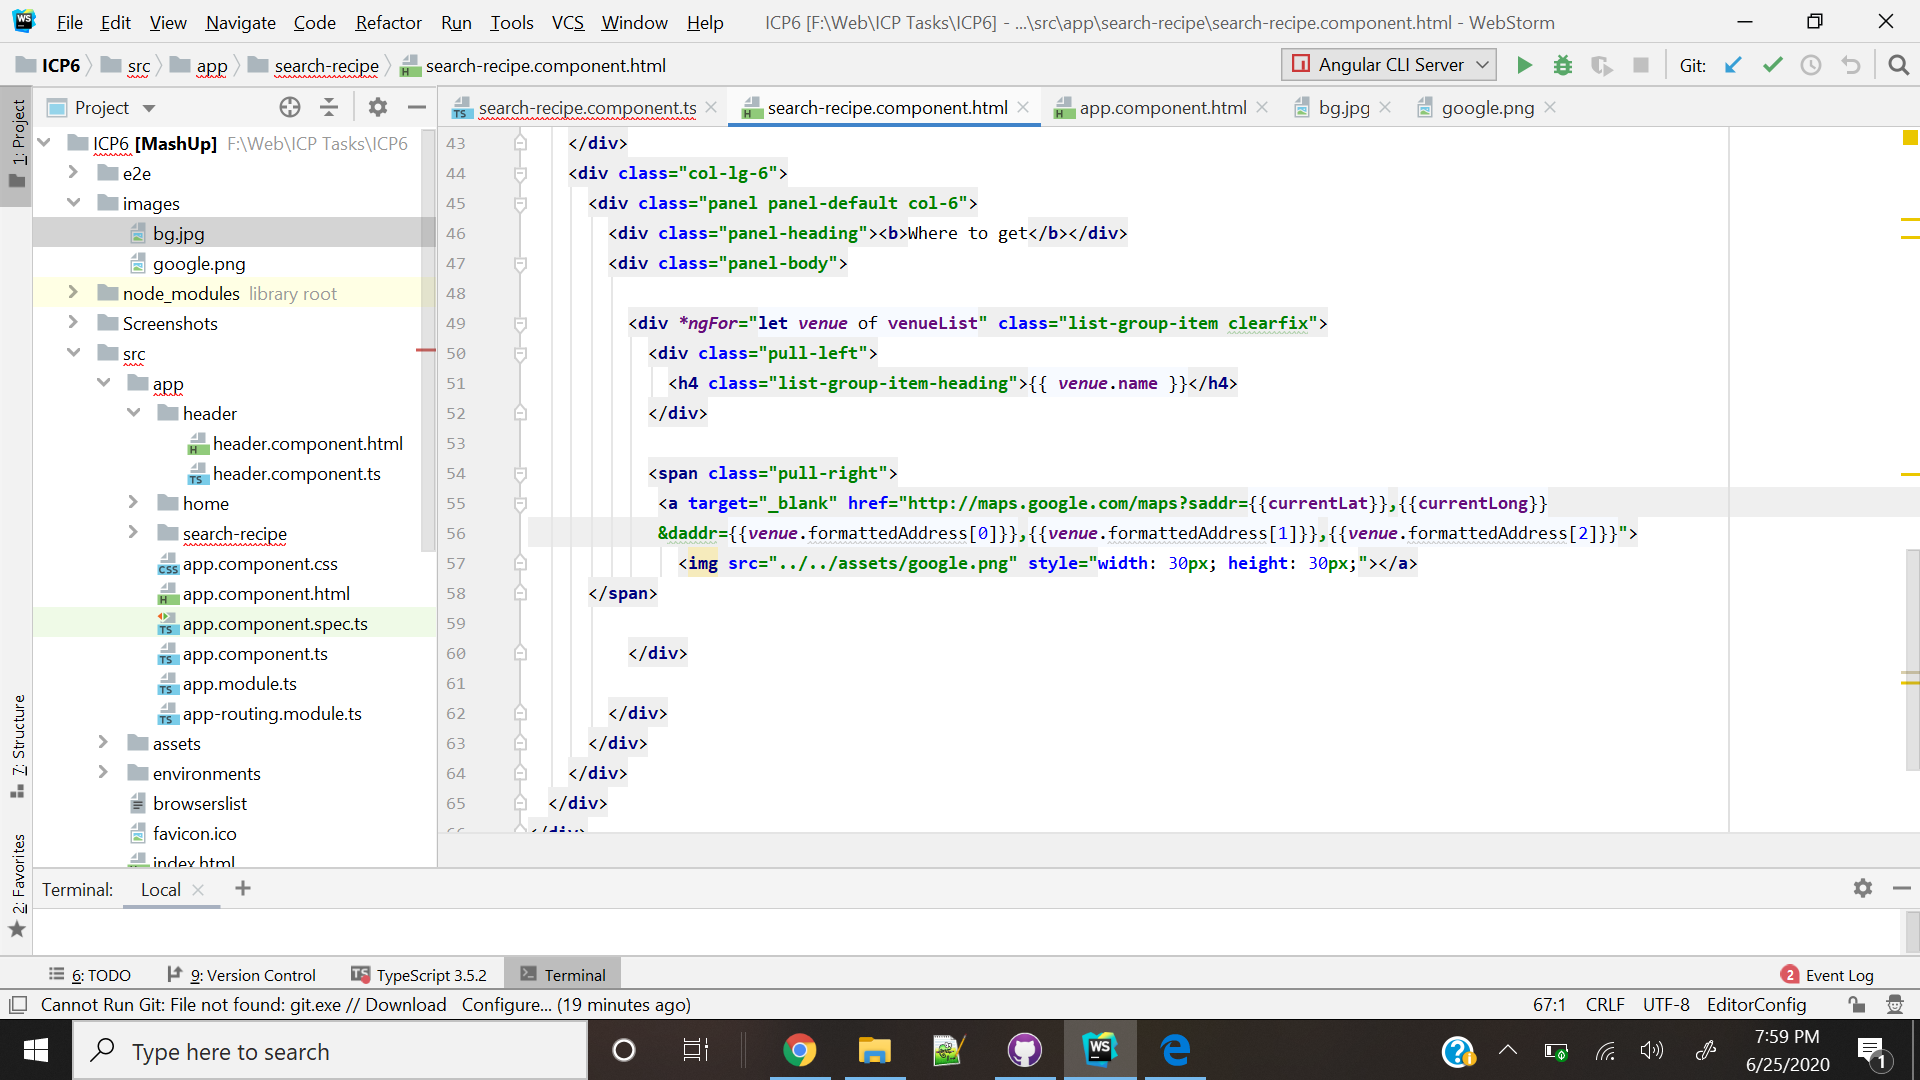 File Edit View Navigate Code Refactor Run Tools VCS Window Help ICP6 [F:\Web\ICP Tasks\ICP6] - ...\src\app\search-recipe\search-recipe.component.html - WebStorm
ICP6 src app search-recipe search-recipe.component.html Angular CLI Server Git:
Project
search-recipe.component.ts search-recipe.component.html app.component.html bg.jpg google.png
1: Project
7: Structure
2: Favorites
ICP6 [MashUp] F:\Web\ICP Tasks\ICP6
e2e
images
bg.jpg
google.png
node_modules library root
Screenshots
src
app
header
header.component.html
header.component.ts
home
search-recipe
app.component.css
app.component.html
app.component.spec.ts
app.component.ts
app.module.ts
app-routing.module.ts
assets
environments
browserslist
favicon.ico
index.html
43 </div>
44 <div class="col-lg-6">
45 <div class="panel panel-default col-6">
46 <div class="panel-heading"><b>Where to get</b></div>
47 <div class="panel-body">
48
49 <div *ngFor="let venue of venueList" class="list-group-item clearfix">
50 <div class="pull-left">
51 <h4 class="list-group-item-heading">{{ venue.name }}</h4>
52 </div>
53
54 <span class="pull-right">
55 <a target="_blank" href="http://maps.google.com/maps?saddr={{currentLat}},{{currentLong}}
56 &daddr={{venue.formattedAddress[0]}},{{venue.formattedAddress[1]}},{{venue.formattedAddress[2]}}">
57 <img src="../../assets/google.png" style="width: 30px; height: 30px;"></a>
58 </span>
59
60 </div>
61
62 </div>
63 </div>
64 </div>
65 </div>
66 </div>
Terminal: Local
6: TODO 9: Version Control TypeScript 3.5.2 Terminal 2 Event Log
Cannot Run Git: File not found: git.exe // Download Configure... (19 minutes ago) 67:1 CRLF UTF-8 EditorConfig
Type here to search
7:59 PM
6/25/2020
1